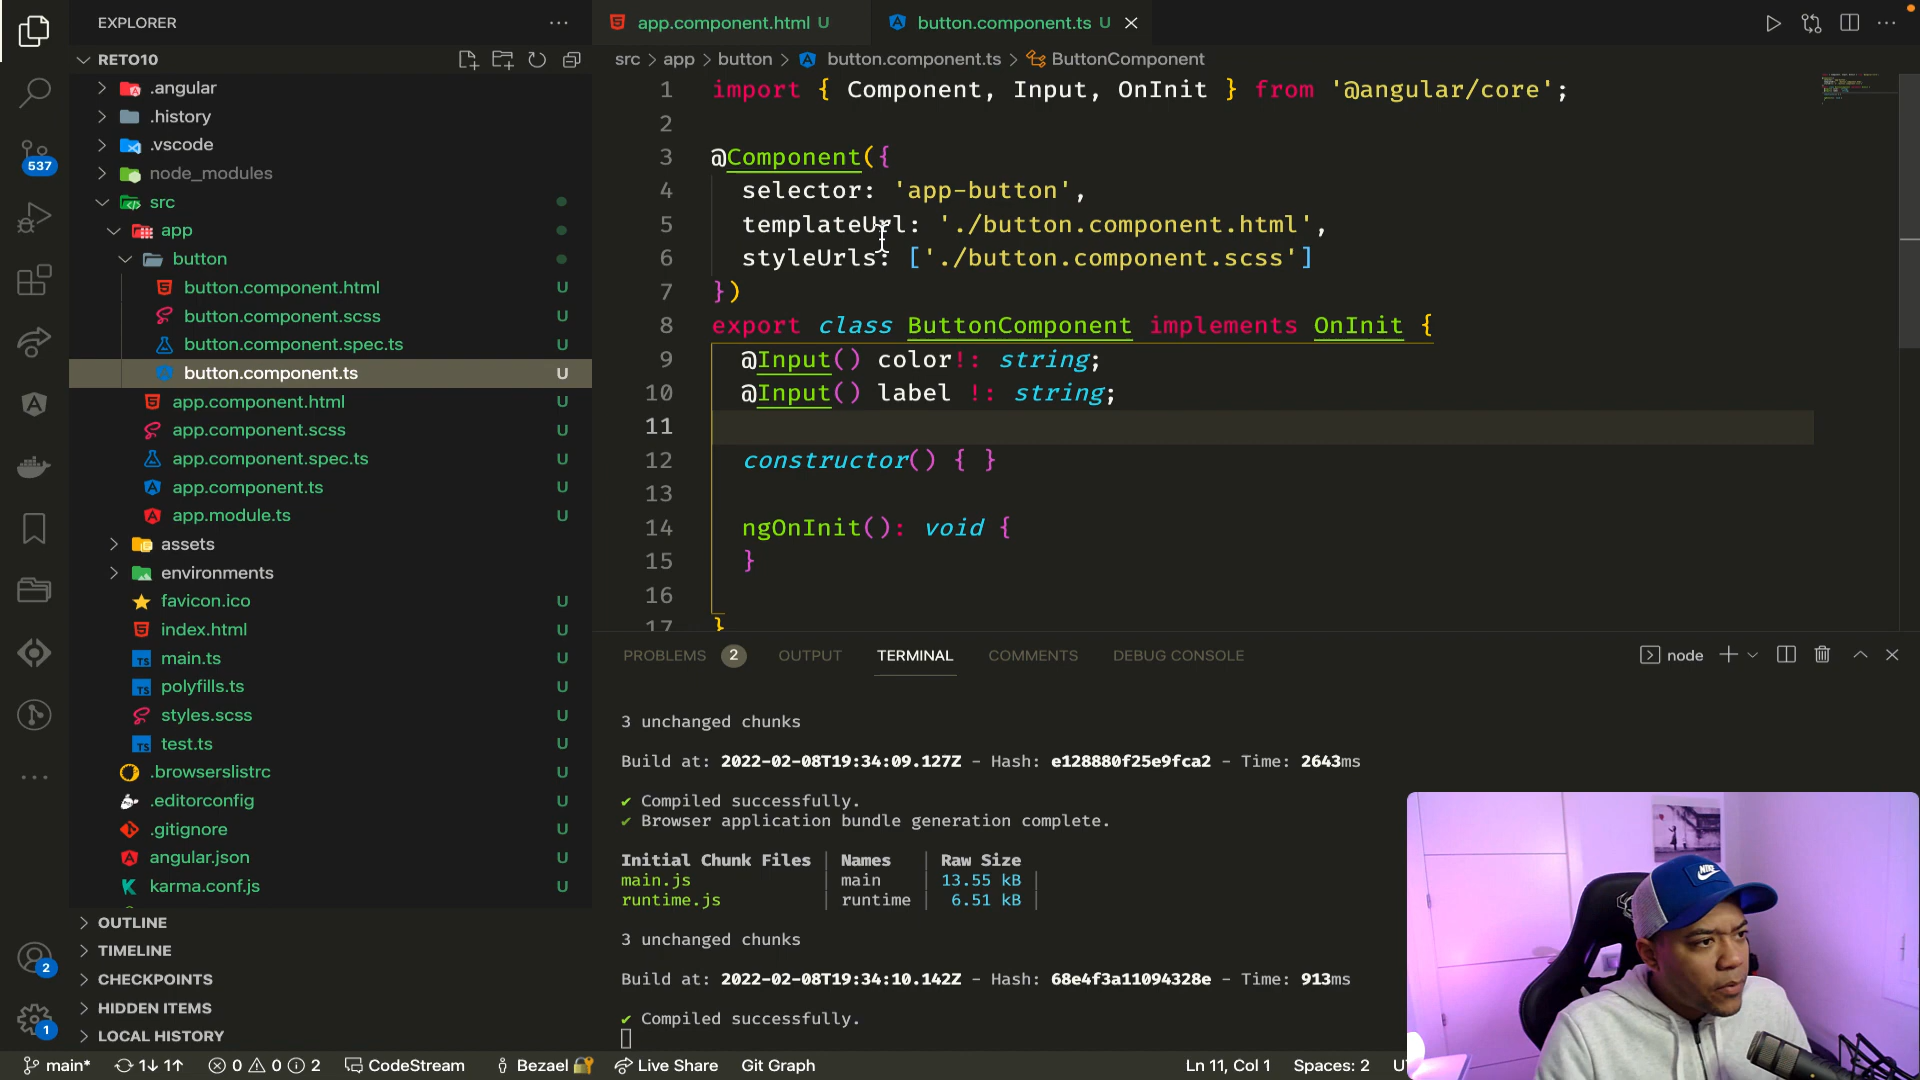 EXPLORER
RETO10
.angular
.history
.vscode
node_modules
src
app
button
button.component.html U
button.component.scss U
button.component.spec.ts U
button.component.ts U
app.component.html U
app.component.scss U
app.component.spec.ts U
app.component.ts U
app.module.ts U
assets
environments
favicon.ico U
index.html U
main.ts U
polyfills.ts U
styles.scss U
test.ts U
.browserslistrc U
.editorconfig U
.gitignore U
angular.json U
karma.conf.js U
OUTLINE
TIMELINE
CHECKPOINTS
HIDDEN ITEMS
LOCAL HISTORY
537
2
1
app.component.html U
button.component.ts U
src > app > button > button.component.ts > ButtonComponent
1 import { Component, Input, OnInit } from '@angular/core';
2
3 @Component({
4 selector: 'app-button',
5 templateUrl: './button.component.html',
6 styleUrls: ['./button.component.scss']
7 })
8 export class ButtonComponent implements OnInit {
9 @Input() color!: string;
10 @Input() label !: string;
11
12 constructor() { }
13
14 ngOnInit(): void {
15 }
16
17 }
PROBLEMS 2 OUTPUT TERMINAL COMMENTS DEBUG CONSOLE
node
3 unchanged chunks
Build at: 2022-02-08T19:34:09.127Z - Hash: e128880f25e9fca2 - Time: 2643ms
✔ Compiled successfully.
✔ Browser application bundle generation complete.
Initial Chunk Files | Names | Raw Size
main.js | main | 13.55 kB |
runtime.js | runtime | 6.51 kB |
3 unchanged chunks
Build at: 2022-02-08T19:34:10.142Z - Hash: 68e4f3a11094328e - Time: 913ms
✔ Compiled successfully.
main* 1↓ 1↑ 0 0 2 CodeStream Bezael Live Share Git Graph Ln 11, Col 1 Spaces: 2